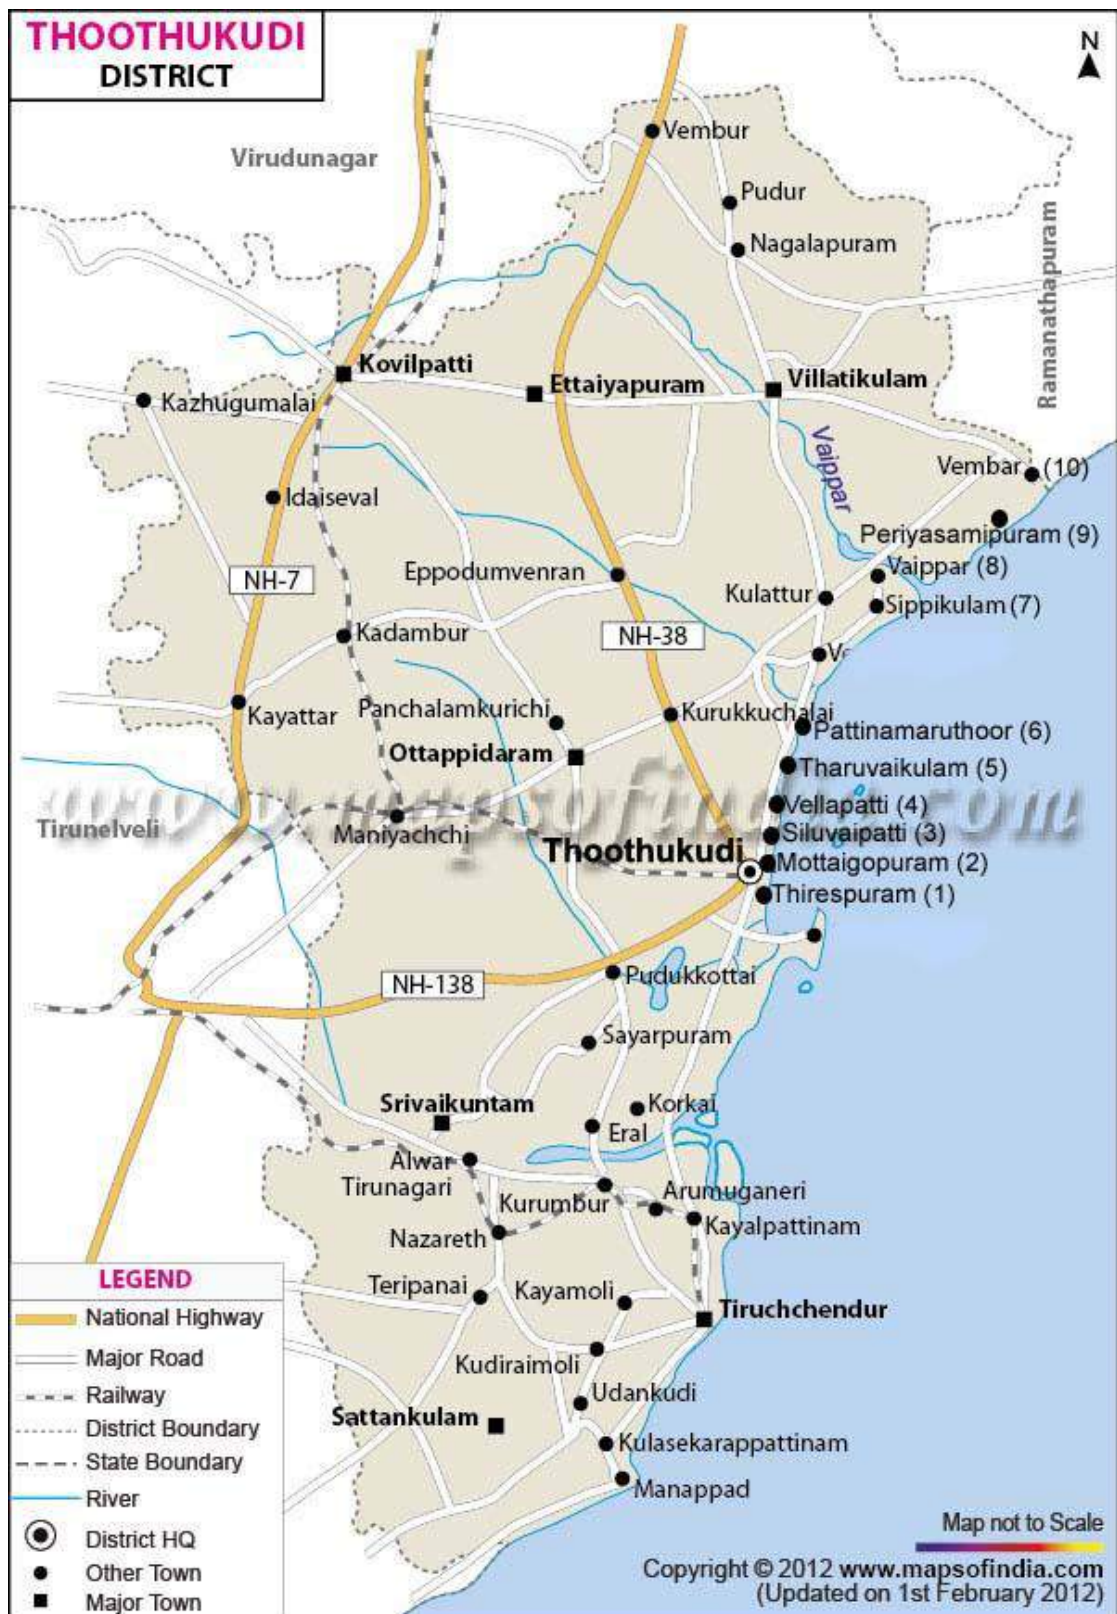 THOOTHUKUDI
DISTRICT
N
Virudunagar
Vembur
Pudur
Nagalapuram
Ramanathapuram
Kovilpatti
Ettaiyapuram
Villatikulam
Kazhugumalai
Vaippar
Vembar (10)
Idaiseval
Periyasamipuram (9)
Eppodumvenran
Vaippar (8)
NH-7
Kulattur
Sippikulam (7)
Kadambur
NH-38
Kayattar
Panchalamkurichi
Kurukkuchalai
Pattinamaruthoor (6)
Ottappidaram
Tharuvaikulam (5)
www.mapsofindia.com
Vellapatti (4)
Tirunelveli
Maniyachchi
Siluvaipatti (3)
Thoothukudi
Mottaigopuram (2)
Thirespuram (1)
NH-138
Pudukkottai
Sayarpuram
Srivaikuntam
Korkai
Eral
Alwar
Tirunagari
Kurumbur
Arumuganeri
Kayalpattinam
Nazareth
Teripanai
Kayamoli
Tiruchchendur
Kudiraimoli
Udankudi
Sattankulam
Kulasekarappattinam
Manappad
LEGEND
National Highway
Major Road
Railway
District Boundary
State Boundary
River
District HQ
Other Town
Major Town
Map not to Scale
Copyright © 2012 www.mapsofindia.com
(Updated on 1st February 2012)